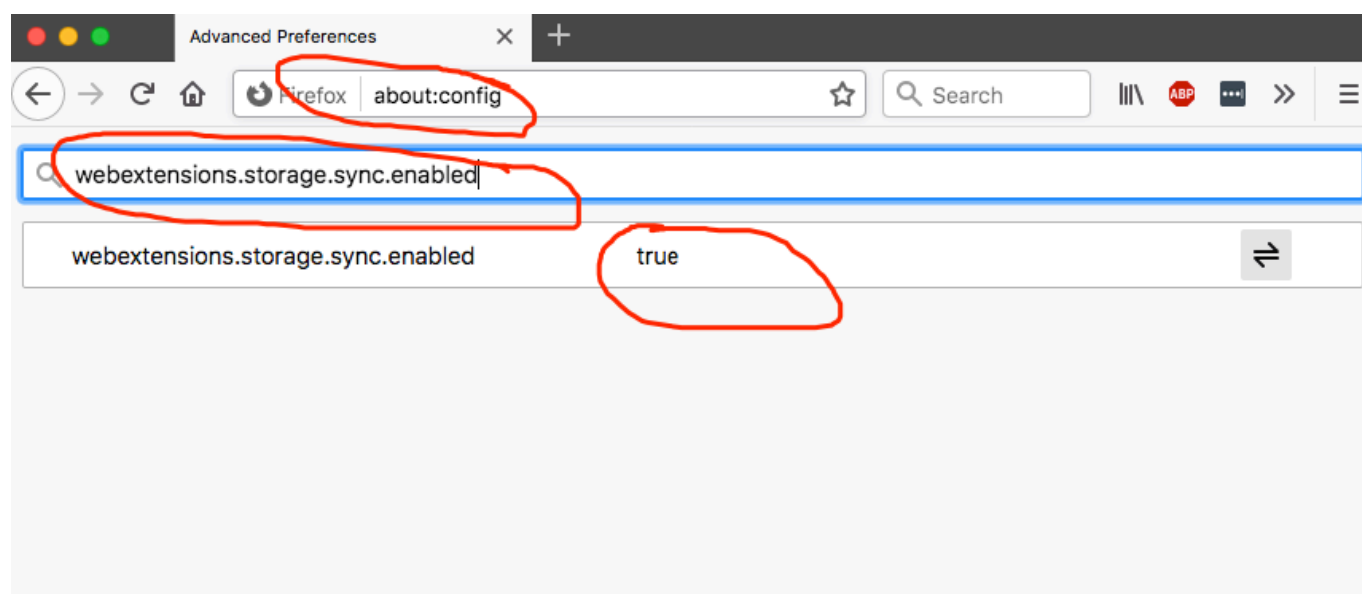 Advanced Preferences
Firefox about:config Search ABP
webextensions.storage.sync.enabled
webextensions.storage.sync.enabled true